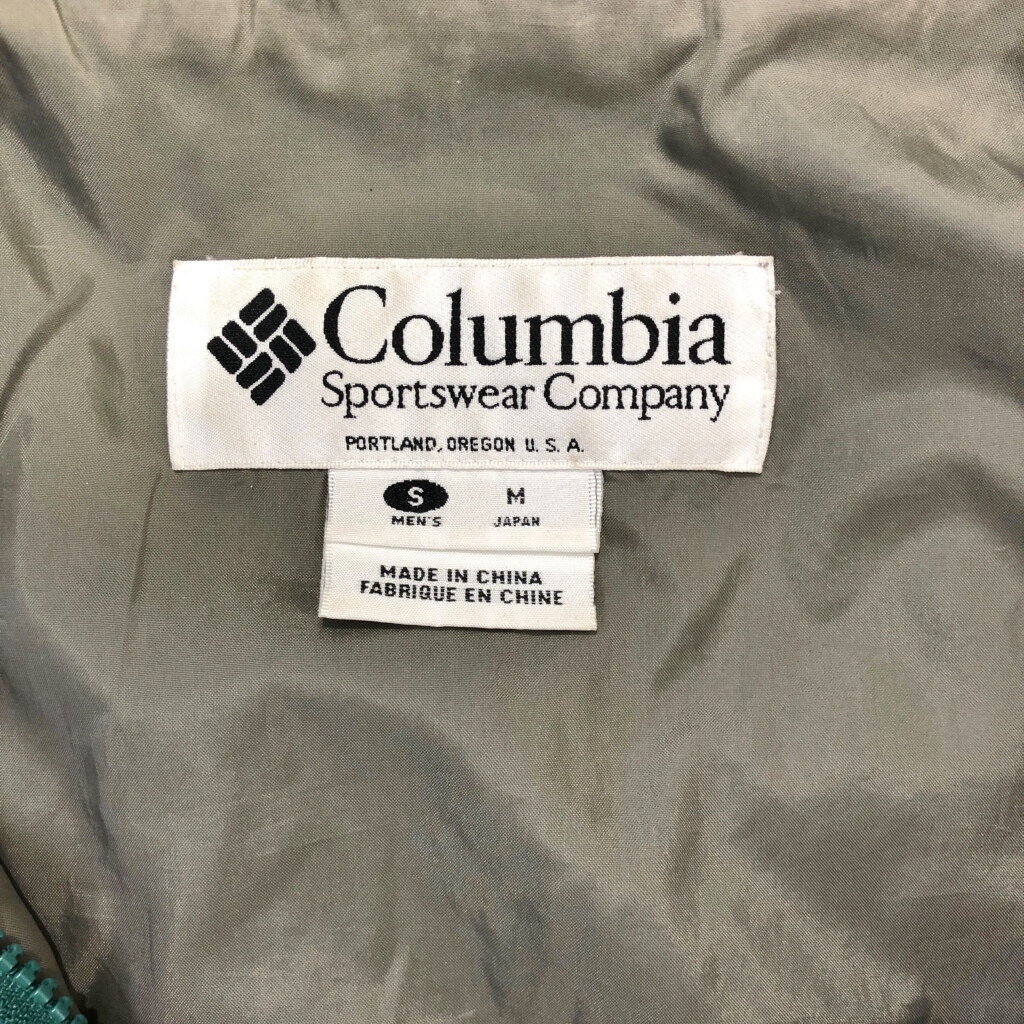 Columbia
Sportswear Company
PORTLAND, OREGON U. S. A.
S M
MEN'S JAPAN
MADE IN CHINA
FABRIQUE EN CHINE